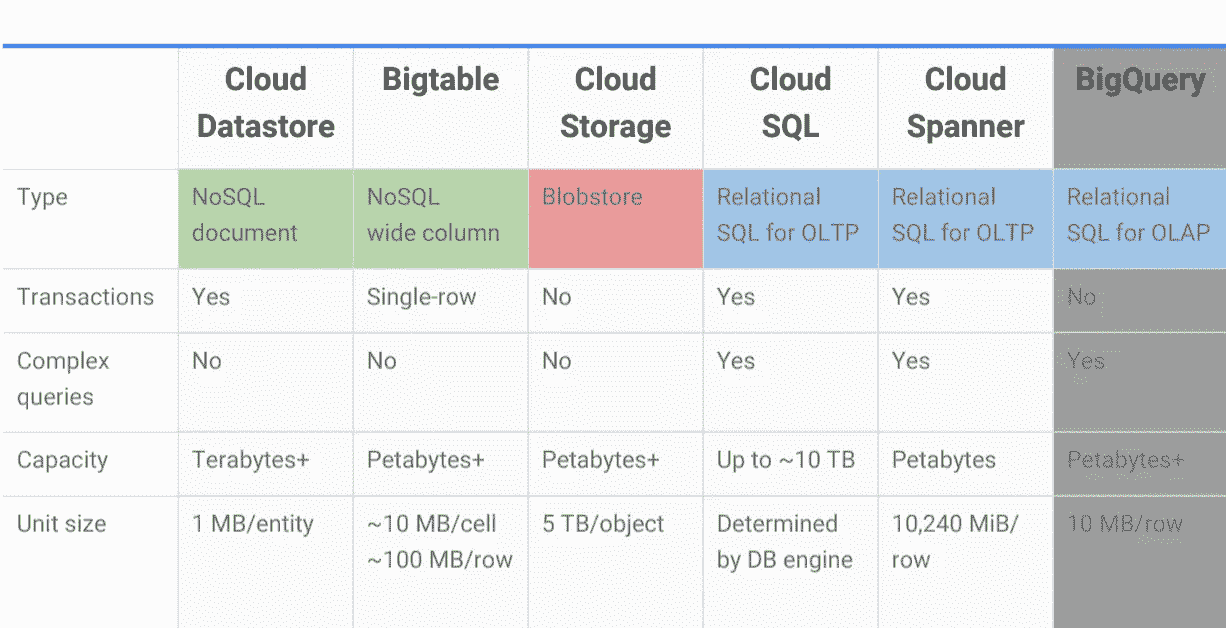 Cloud Datastore Bigtable Cloud Storage Cloud SQL Cloud Spanner BigQuery
Type NoSQL document NoSQL wide column Blobstore Relational SQL for OLTP Relational SQL for OLTP Relational SQL for OLAP
Transactions Yes Single-row No Yes Yes No
Complex queries No No No Yes Yes Yes
Capacity Terabytes+ Petabytes+ Petabytes+ Up to ~10 TB Petabytes Petabytes+
Unit size 1 MB/entity ~10 MB/cell ~100 MB/row 5 TB/object Determined by DB engine 10,240 MiB/ row 10 MB/row